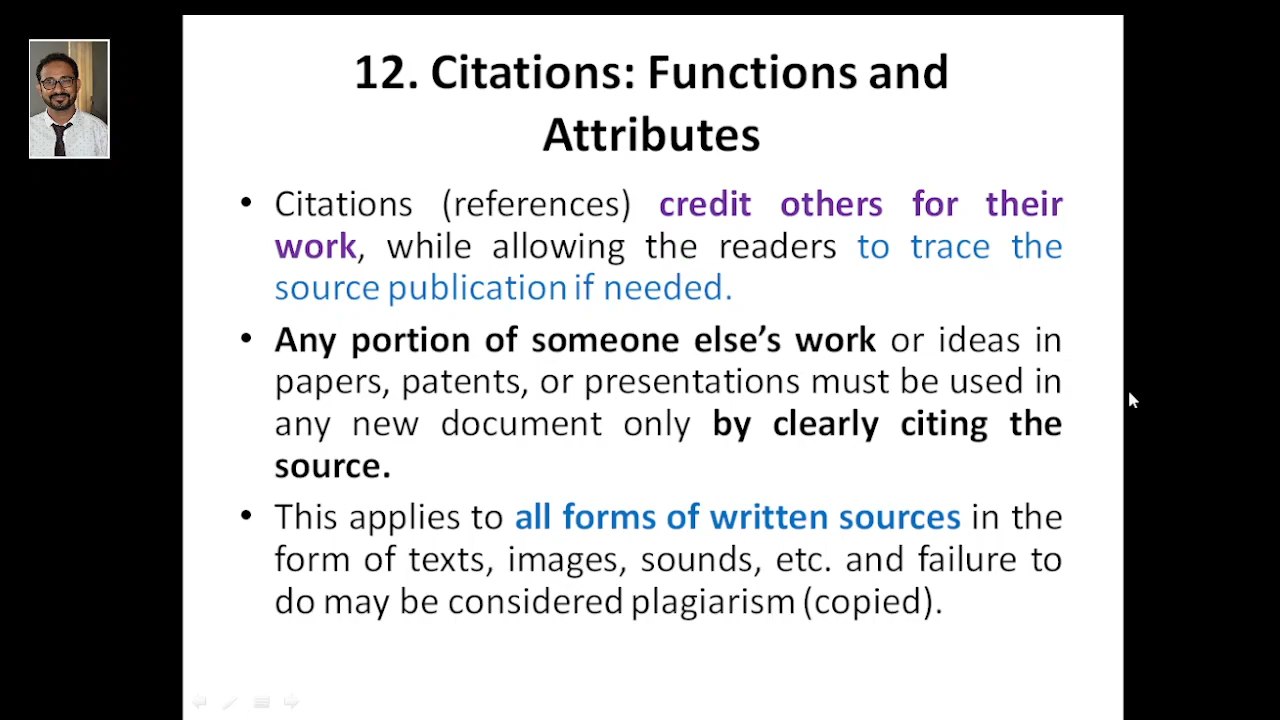 12. Citations: Functions and
Attributes
• Citations (references) credit others for their
work, while allowing the readers to trace the
source publication if needed.
• Any portion of someone else’s work or ideas in
papers, patents, or presentations must be used in
any new document only by clearly citing the
source.
• This applies to all forms of written sources in the
form of texts, images, sounds, etc. and failure to
do may be considered plagiarism (copied).